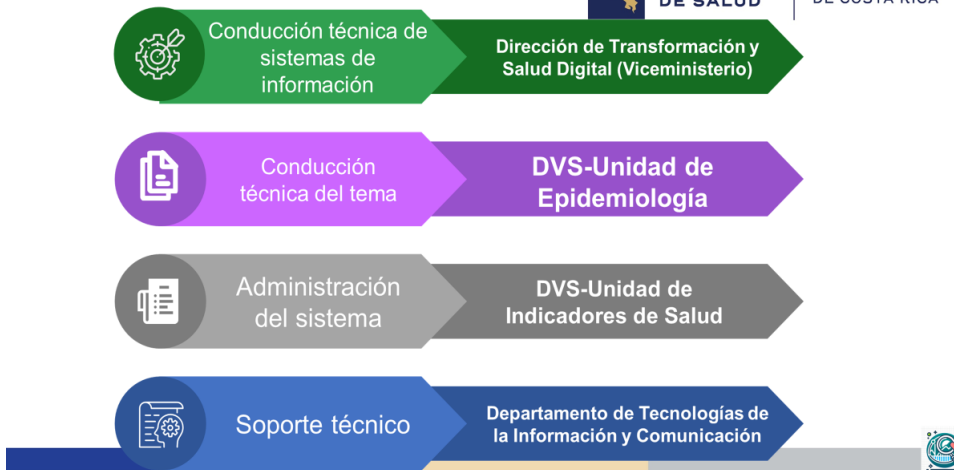 DE SALUD
DE COSTA RICA
Conducción técnica de
sistemas de
información
Dirección de Transformación y
Salud Digital (Viceministerio)
Conducción
técnica del tema
DVS-Unidad de
Epidemiología
Administración
del sistema
DVS-Unidad de
Indicadores de Salud
Soporte técnico
Departamento de Tecnologías de
la Información y Comunicación